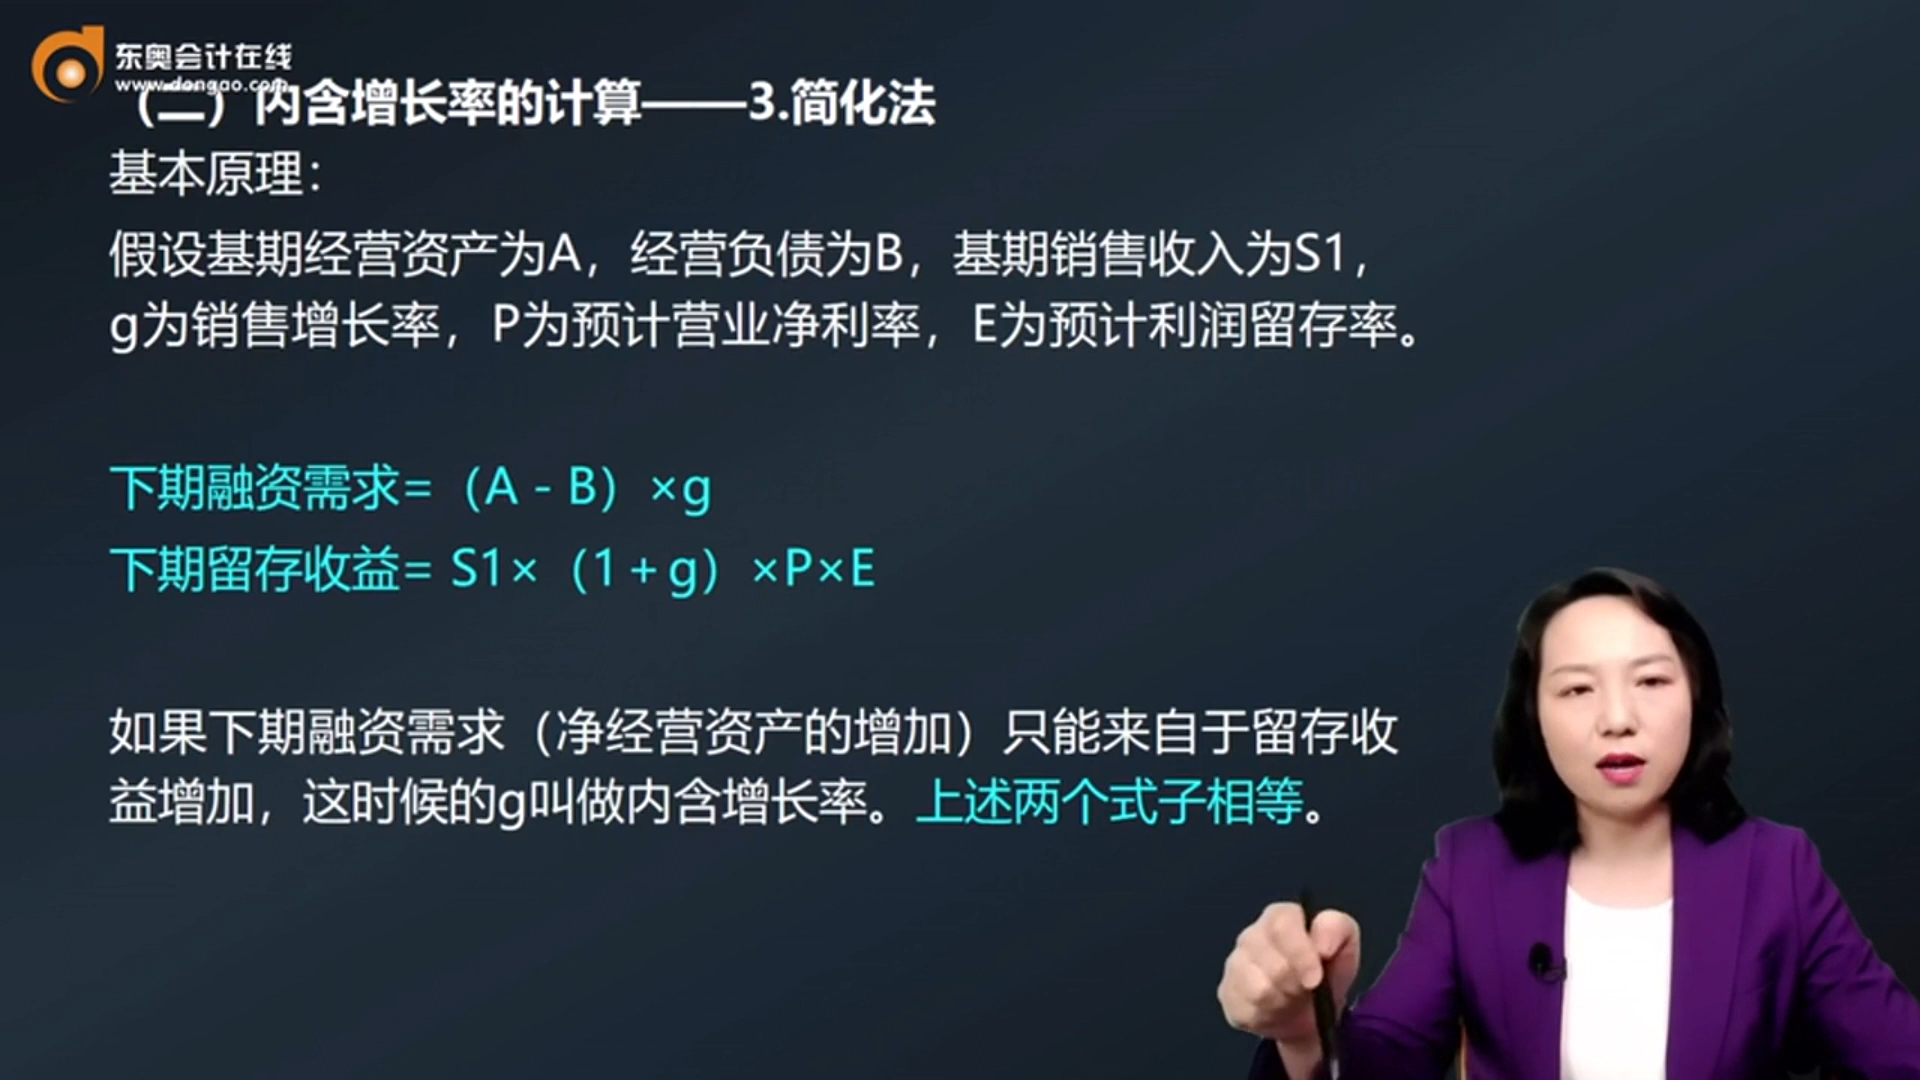 东奥会计在线
www.dongao.com
（二）内含增长率的计算——3.简化法
基本原理：
假设基期经营资产为A，经营负债为B，基期销售收入为S1，
g为销售增长率，P为预计营业净利率，E为预计利润留存率。
下期融资需求=（A - B）×g
下期留存收益= S1×（1＋g）×P×E
如果下期融资需求（净经营资产的增加）只能来自于留存收
益增加，这时候的g叫做内含增长率。上述两个式子相等。